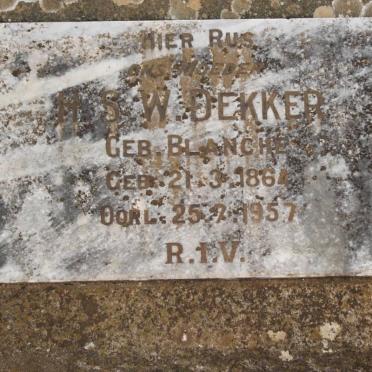 HIER RUS
H. S. W. DEKKER
GEB. BLANCHE
GEB. 21.3.1864
OORL. 25.7.1957
R.I.V.